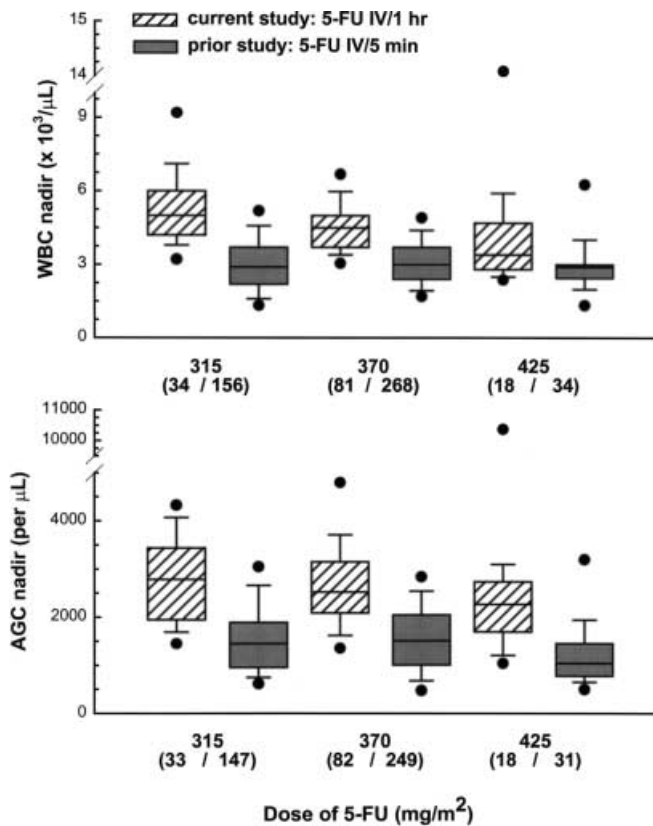 current study: 5-FU IV/1 hr
prior study: 5-FU IV/5 min
WBC nadir (x 10³/μL)
15
14
9
6
3
0
315 370 425
(34 / 156) (81 / 268) (18 / 34)
AGC nadir (per μL)
11000
10000
4000
2000
0
315 370 425
(33 / 147) (82 / 249) (18 / 31)
Dose of 5-FU (mg/m²)